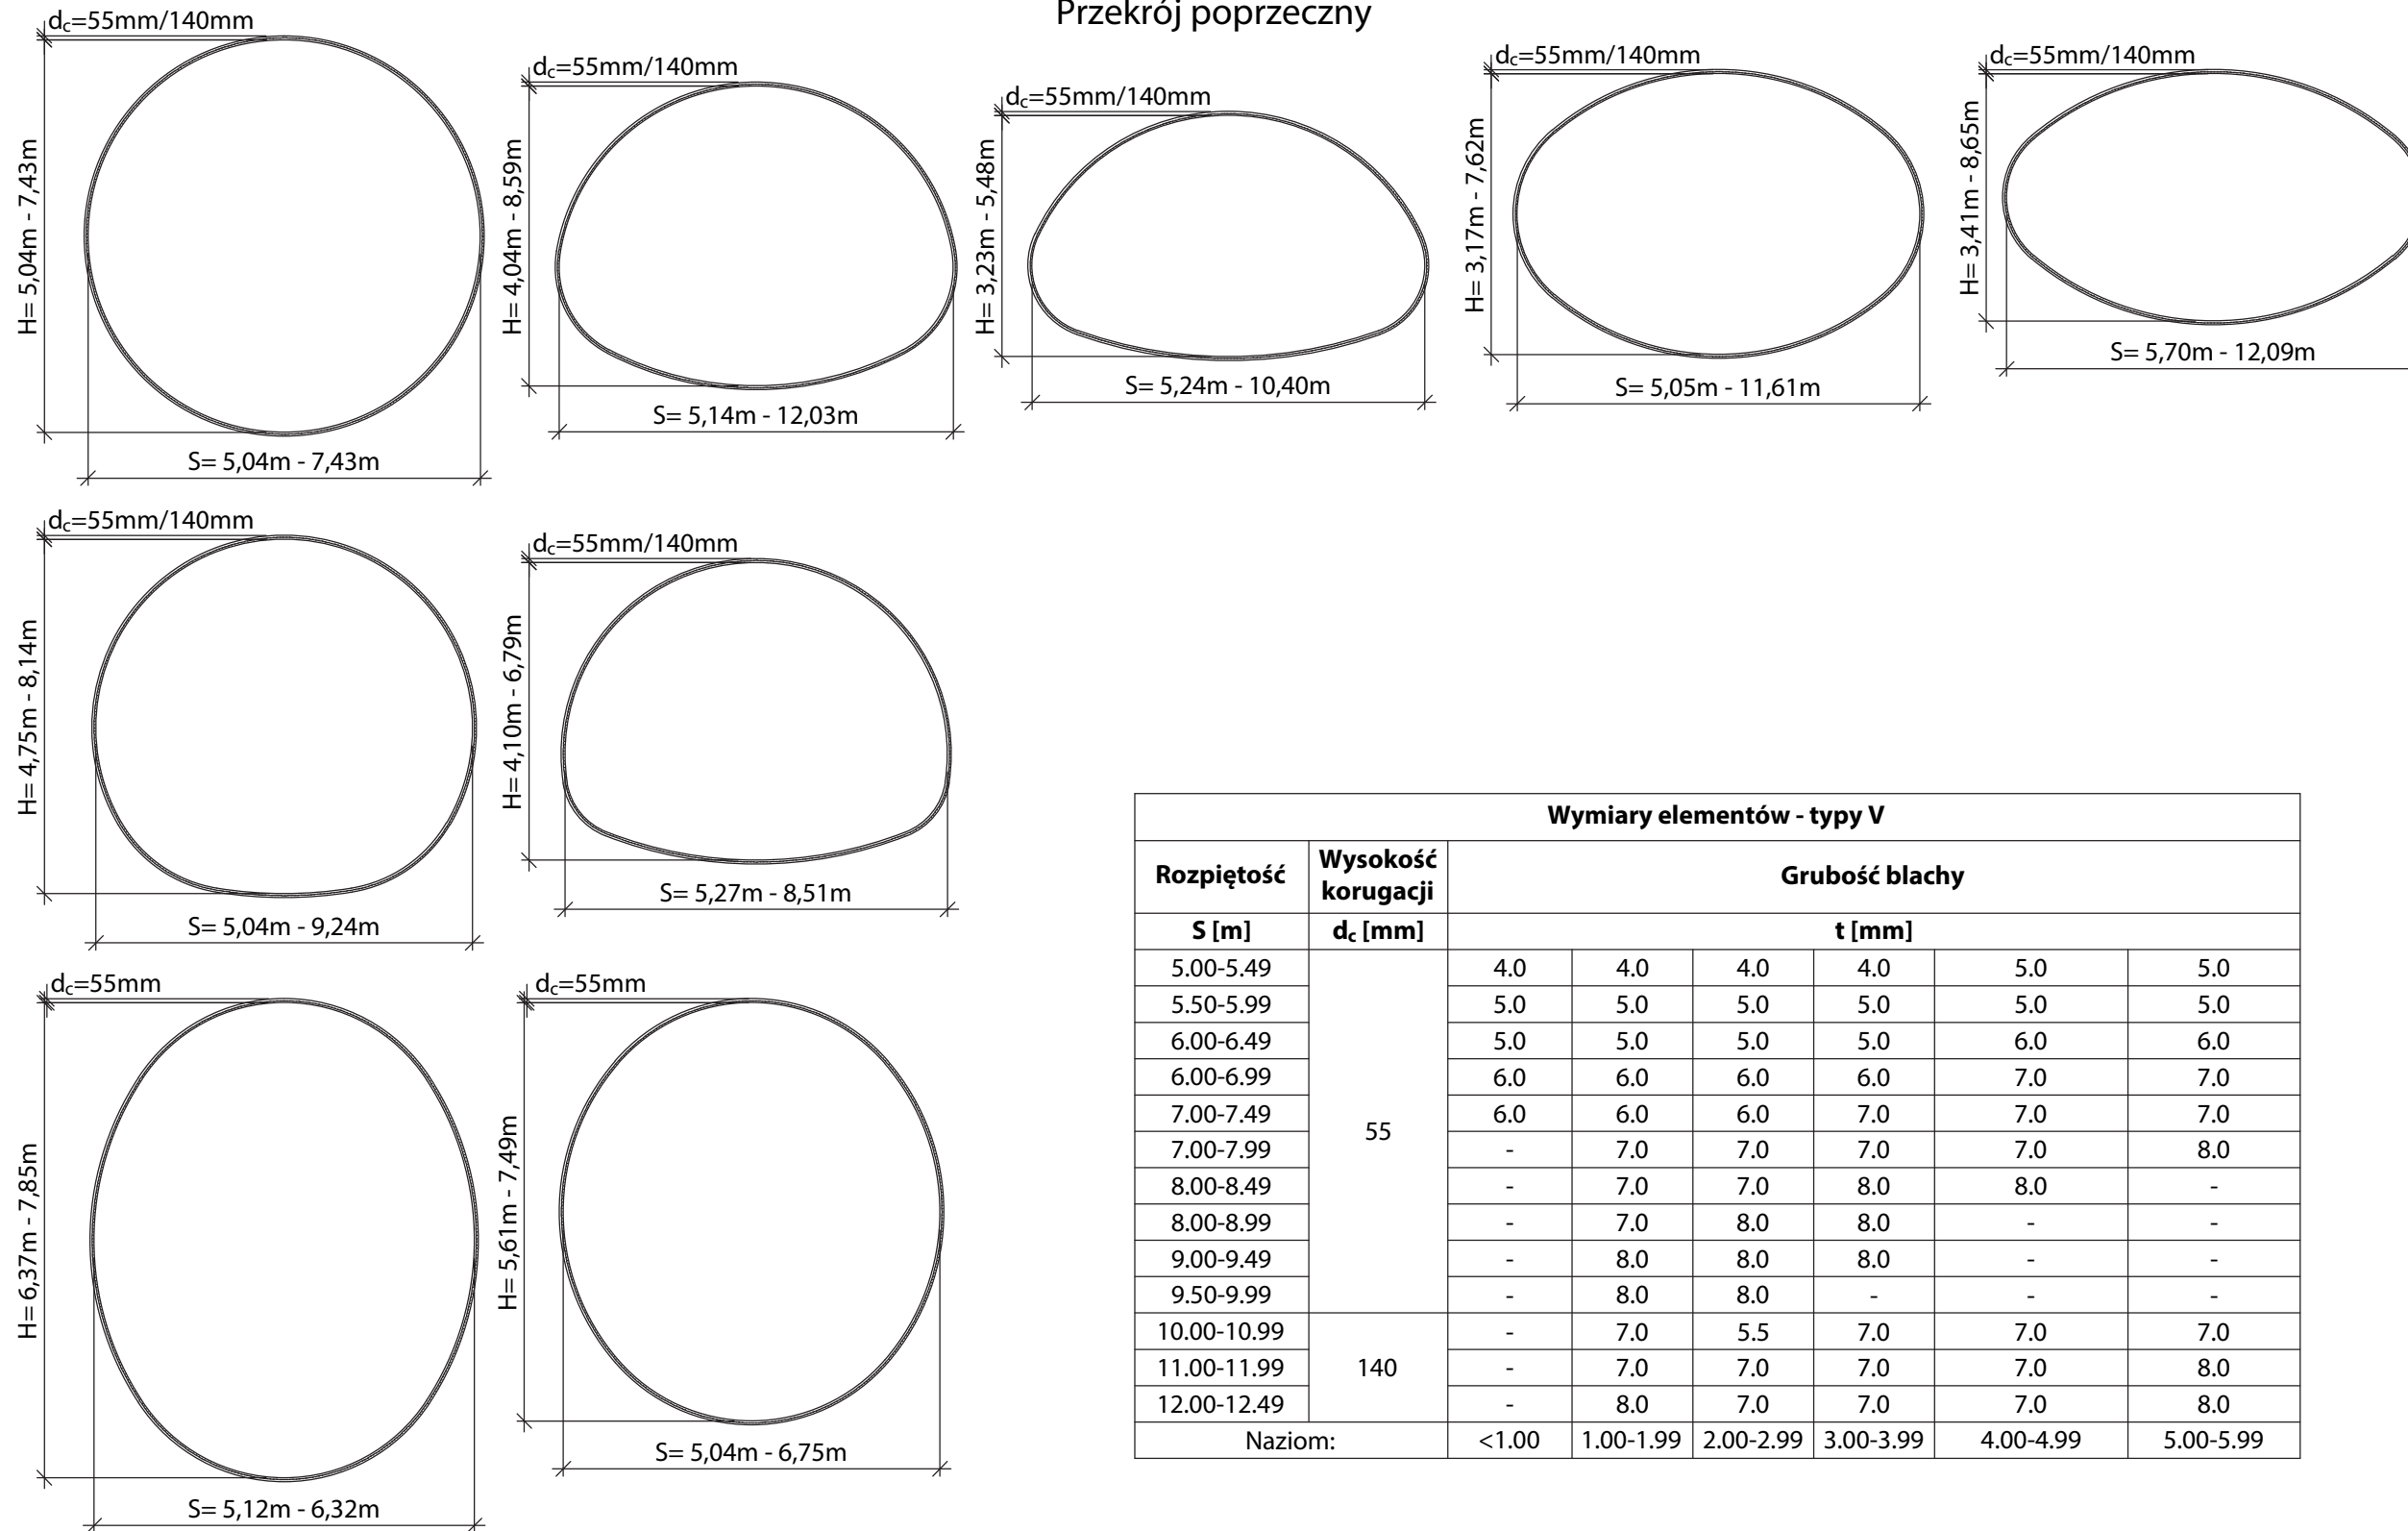 Przekrój poprzeczny
dc=55mm/140mm
H= 5,04m - 7,43m
S= 5,04m - 7,43m
dc=55mm/140mm
H= 4,04m - 8,59m
S= 5,14m - 12,03m
dc=55mm/140mm
H= 3,23m - 5,48m
S= 5,24m - 10,40m
dc=55mm/140mm
H= 3,17m - 7,62m
S= 5,05m - 11,61m
dc=55mm/140mm
H= 3,41m - 8,65m
S= 5,70m - 12,09m
dc=55mm/140mm
H= 4,75m - 8,14m
S= 5,04m - 9,24m
dc=55mm/140mm
H= 4,10m - 6,79m
S= 5,27m - 8,51m
dc=55mm
H= 6,37m - 7,85m
S= 5,12m - 6,32m
dc=55mm
H= 5,61m - 7,49m
S= 5,04m - 6,75m
Wymiary elementów - typy V
Rozpiętość Wysokość korugacji Grubość blachy
S [m] dc [mm] t [mm]
5.00-5.49 55 4.0 4.0 4.0 4.0 5.0 5.0
5.50-5.99 5.0 5.0 5.0 5.0 5.0 5.0
6.00-6.49 5.0 5.0 5.0 5.0 6.0 6.0
6.00-6.99 6.0 6.0 6.0 6.0 7.0 7.0
7.00-7.49 6.0 6.0 6.0 7.0 7.0 7.0
7.00-7.99 - 7.0 7.0 7.0 7.0 8.0
8.00-8.49 - 7.0 7.0 8.0 8.0 -
8.00-8.99 - 7.0 8.0 8.0 - -
9.00-9.49 - 8.0 8.0 8.0 - -
9.50-9.99 - 8.0 8.0 - - -
10.00-10.99 140 - 7.0 5.5 7.0 7.0 7.0
11.00-11.99 - 7.0 7.0 7.0 7.0 8.0
12.00-12.49 - 8.0 7.0 7.0 7.0 8.0
Naziom: <1.00 1.00-1.99 2.00-2.99 3.00-3.99 4.00-4.99 5.00-5.99